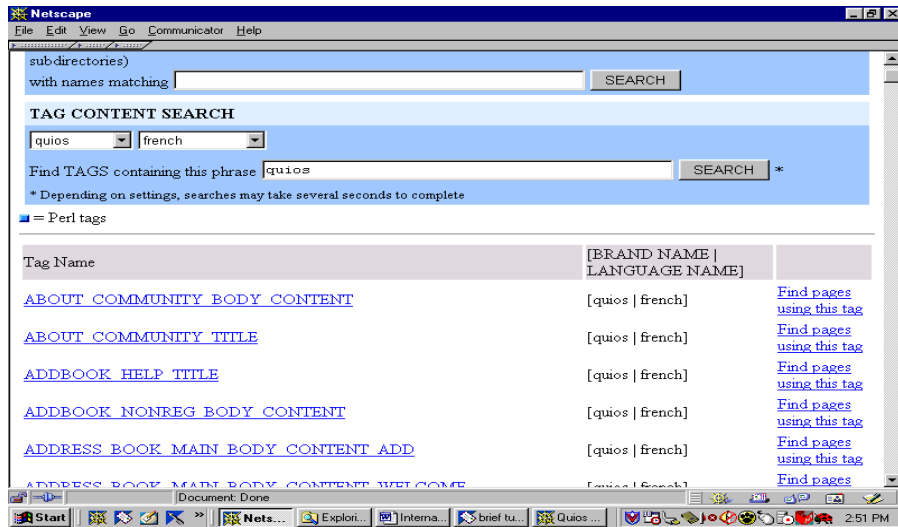 Netscape
File Edit View Go Communicator Help
subdirectories)
with names matching SEARCH
TAG CONTENT SEARCH
quios french
Find TAGS containing this phrase quios SEARCH *
* Depending on settings, searches may take several seconds to complete
= Perl tags
Tag Name [BRAND NAME |
LANGUAGE NAME]
ABOUT_COMMUNITY_BODY_CONTENT [quios | french] Find pages
using this tag
ABOUT_COMMUNITY_TITLE [quios | french] Find pages
using this tag
ADDBOOK_HELP_TITLE [quios | french] Find pages
using this tag
ADDBOOK_NONREG_BODY_CONTENT [quios | french] Find pages
using this tag
ADDRESS_BOOK_MAIN_BODY_CONTENT_ADD [quios | french] Find pages
using this tag
ADDRESS_BOOK_MAIN_BODY_CONTENT_WELCOME [quios | french] Find pages
Document: Done
Start » Nets... Explori... Interna... brief tu... Quios ... 2:51 PM